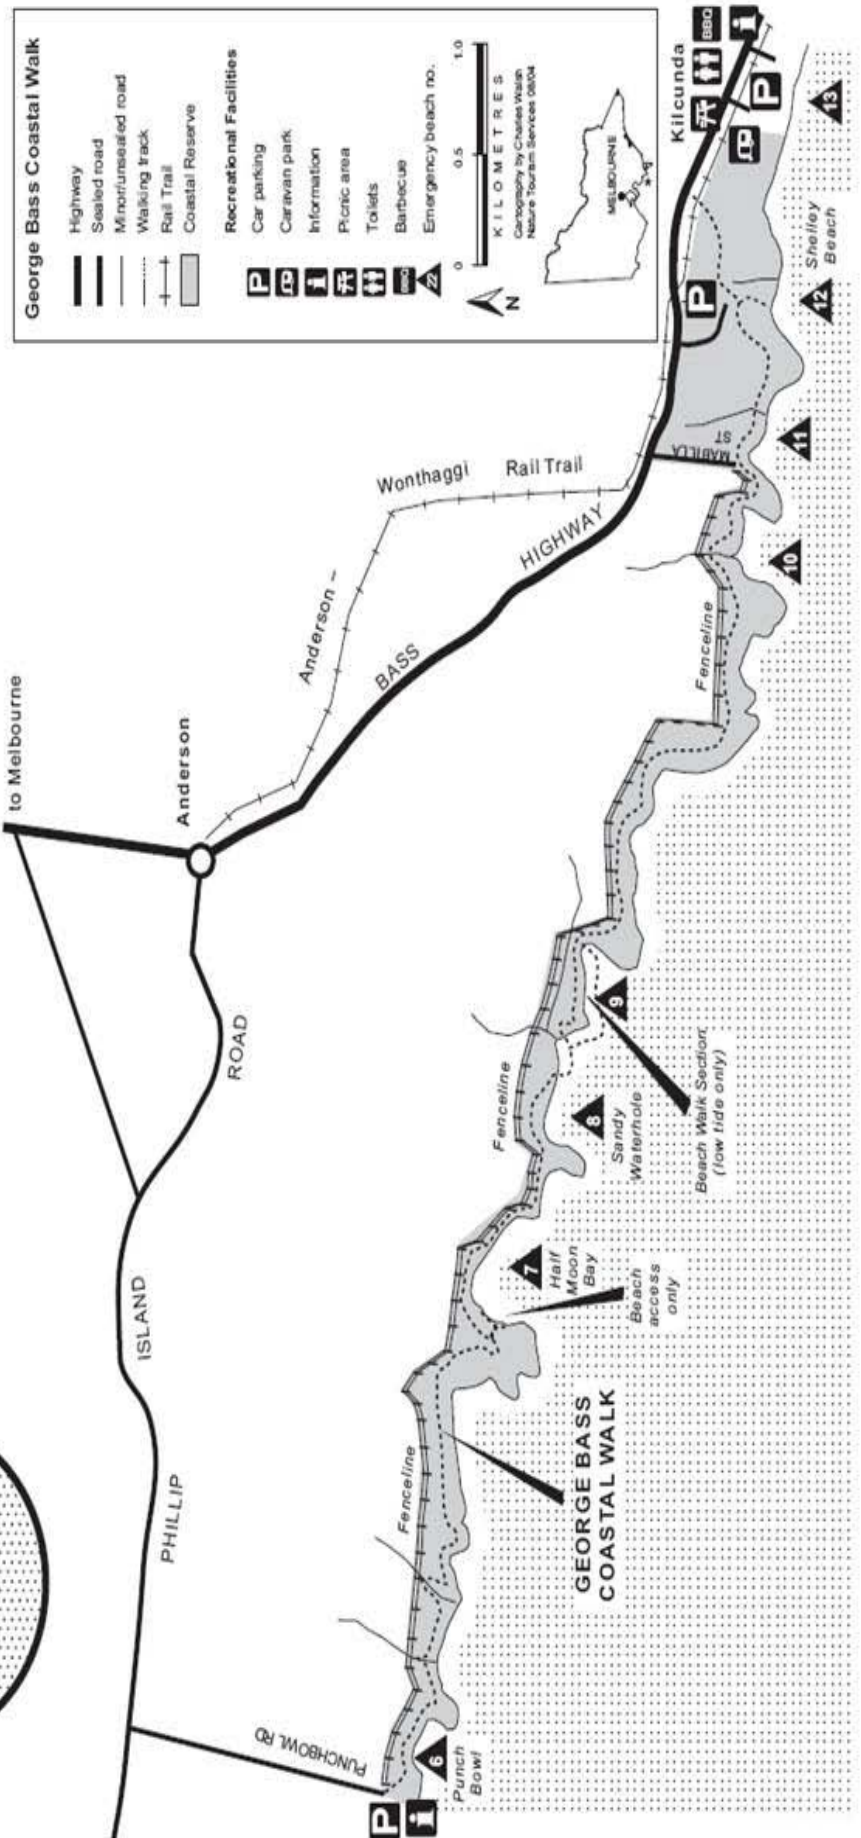 George Bass Coastal Walk
Highway
Sealed road
Minor/unsealed road
Walking track
Rail Trail
Coastal Reserve
Recreational Facilities
P Car parking
Caravan park
i Information
Picnic area
Toilets
BBQ Barbecue
22 Emergency beach no.
0 0.5 1.0
KILOMETRES
N
Cartography by Charles Walsh
Nature Tourism Services 08/04
MELBOURNE
to Melbourne
Anderson
PHILLIP
ISLAND
ROAD
Anderson –
Wonthaggi
Rail Trail
BASS
HIGHWAY
Kilcunda
BBQ
i
P
P
MABILLA
ST
PUNCHBOWL RD
P
i
6
Punch
Bowl
Fenceline
GEORGE BASS
COASTAL WALK
7
Half
Moon
Bay
Beach
access
only
Fenceline
8
Sandy
Waterhole
9
Beach Walk Section
(low tide only)
Fenceline
10
11
12
Shelley
Beach
13